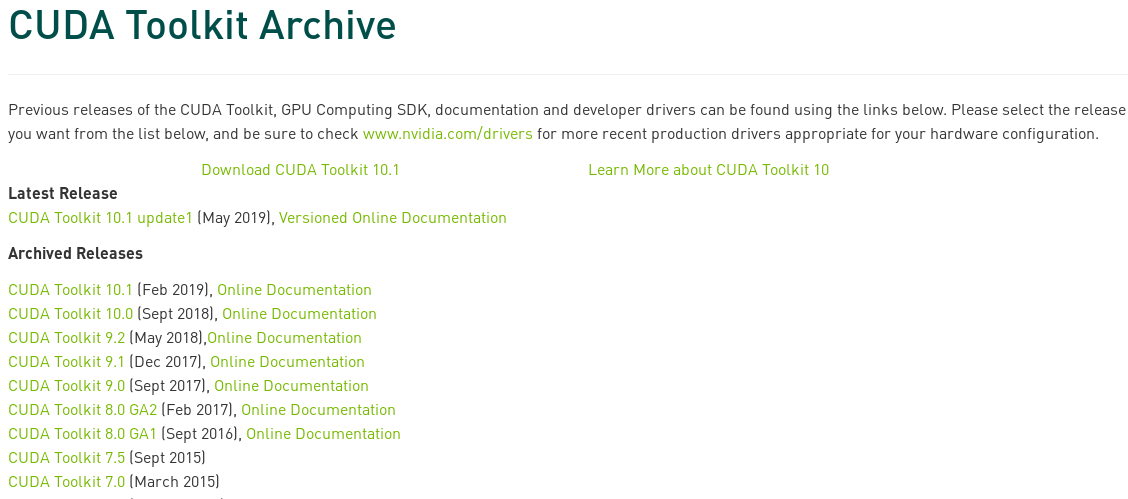 CUDA Toolkit Archive
Previous releases of the CUDA Toolkit, GPU Computing SDK, documentation and developer drivers can be found using the links below. Please select the release
you want from the list below, and be sure to check www.nvidia.com/drivers for more recent production drivers appropriate for your hardware configuration.
Download CUDA Toolkit 10.1 Learn More about CUDA Toolkit 10
Latest Release
CUDA Toolkit 10.1 update1 (May 2019), Versioned Online Documentation
Archived Releases
CUDA Toolkit 10.1 (Feb 2019), Online Documentation
CUDA Toolkit 10.0 (Sept 2018), Online Documentation
CUDA Toolkit 9.2 (May 2018),Online Documentation
CUDA Toolkit 9.1 (Dec 2017), Online Documentation
CUDA Toolkit 9.0 (Sept 2017), Online Documentation
CUDA Toolkit 8.0 GA2 (Feb 2017), Online Documentation
CUDA Toolkit 8.0 GA1 (Sept 2016), Online Documentation
CUDA Toolkit 7.5 (Sept 2015)
CUDA Toolkit 7.0 (March 2015)